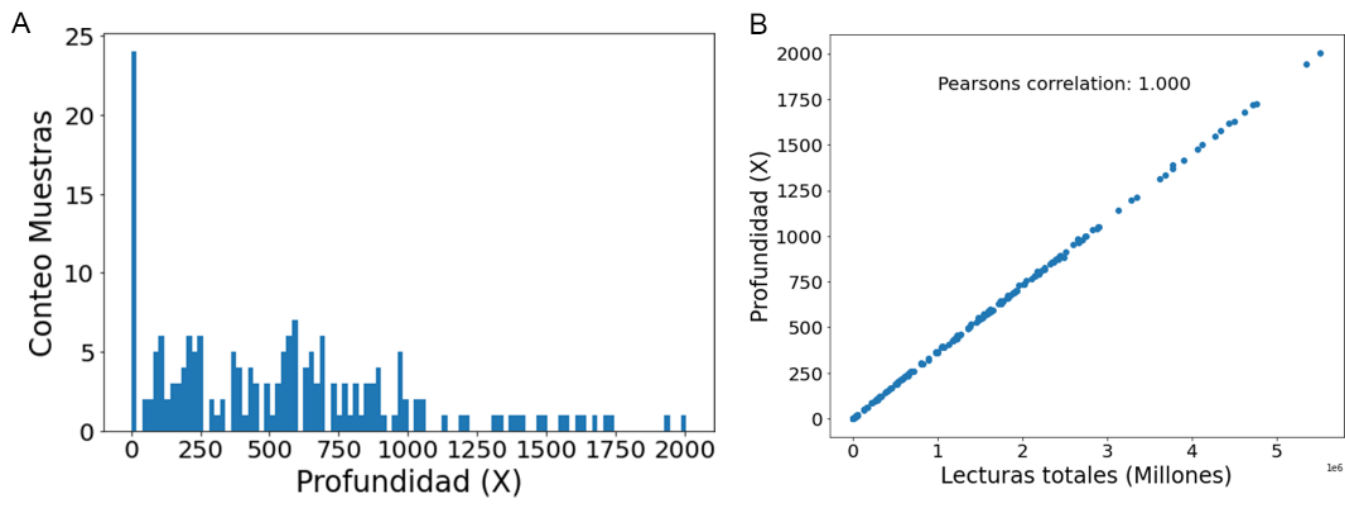 A
25
20
15
10
5
0
Conteo Muestras
0 250 500 750 1000 1250 1500 1750 2000
Profundidad (X)
B
Pearsons correlation: 1.000
2000
1750
1500
1250
1000
750
500
250
0
Profundidad (X)
0 1 2 3 4 5
1e6
Lecturas totales (Millones)